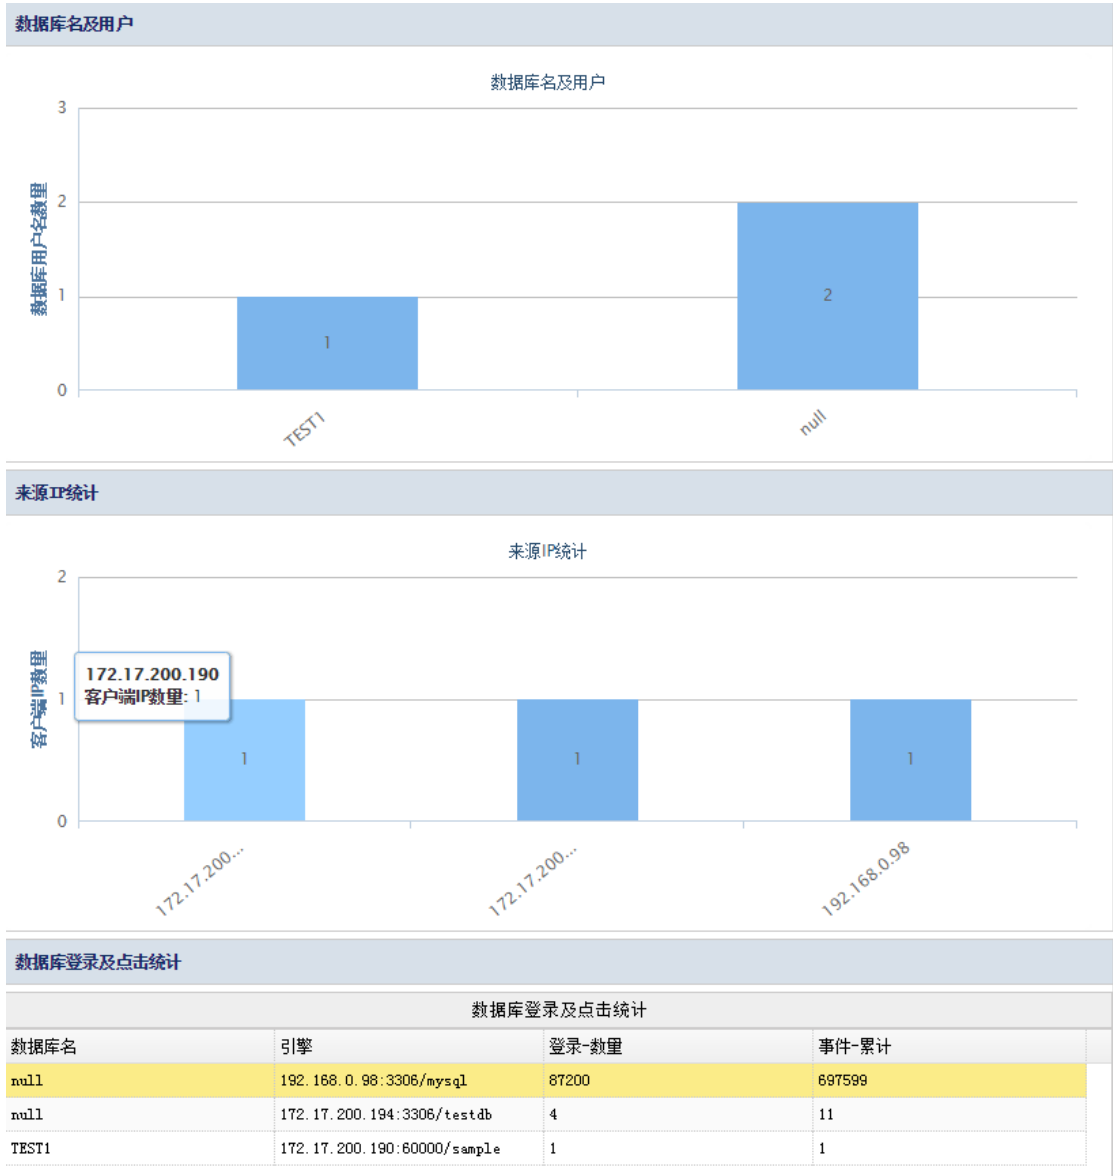 数据库名及用户
数据库名及用户
数据库用户名数量
3
2
1
0
1
2
TEST1
null
来源IP统计
来源IP统计
客户端IP数量
2
1
0
172.17.200.190
客户端IP数量: 1
1
1
1
172.17.200...
172.17.200...
192.168.0.98
数据库登录及点击统计
数据库登录及点击统计
数据库名 引擎 登录-数量 事件-累计
null 192.168.0.98:3306/mysql 87200 697599
null 172.17.200.194:3306/testdb 4 11
TEST1 172.17.200.190:60000/sample 1 1